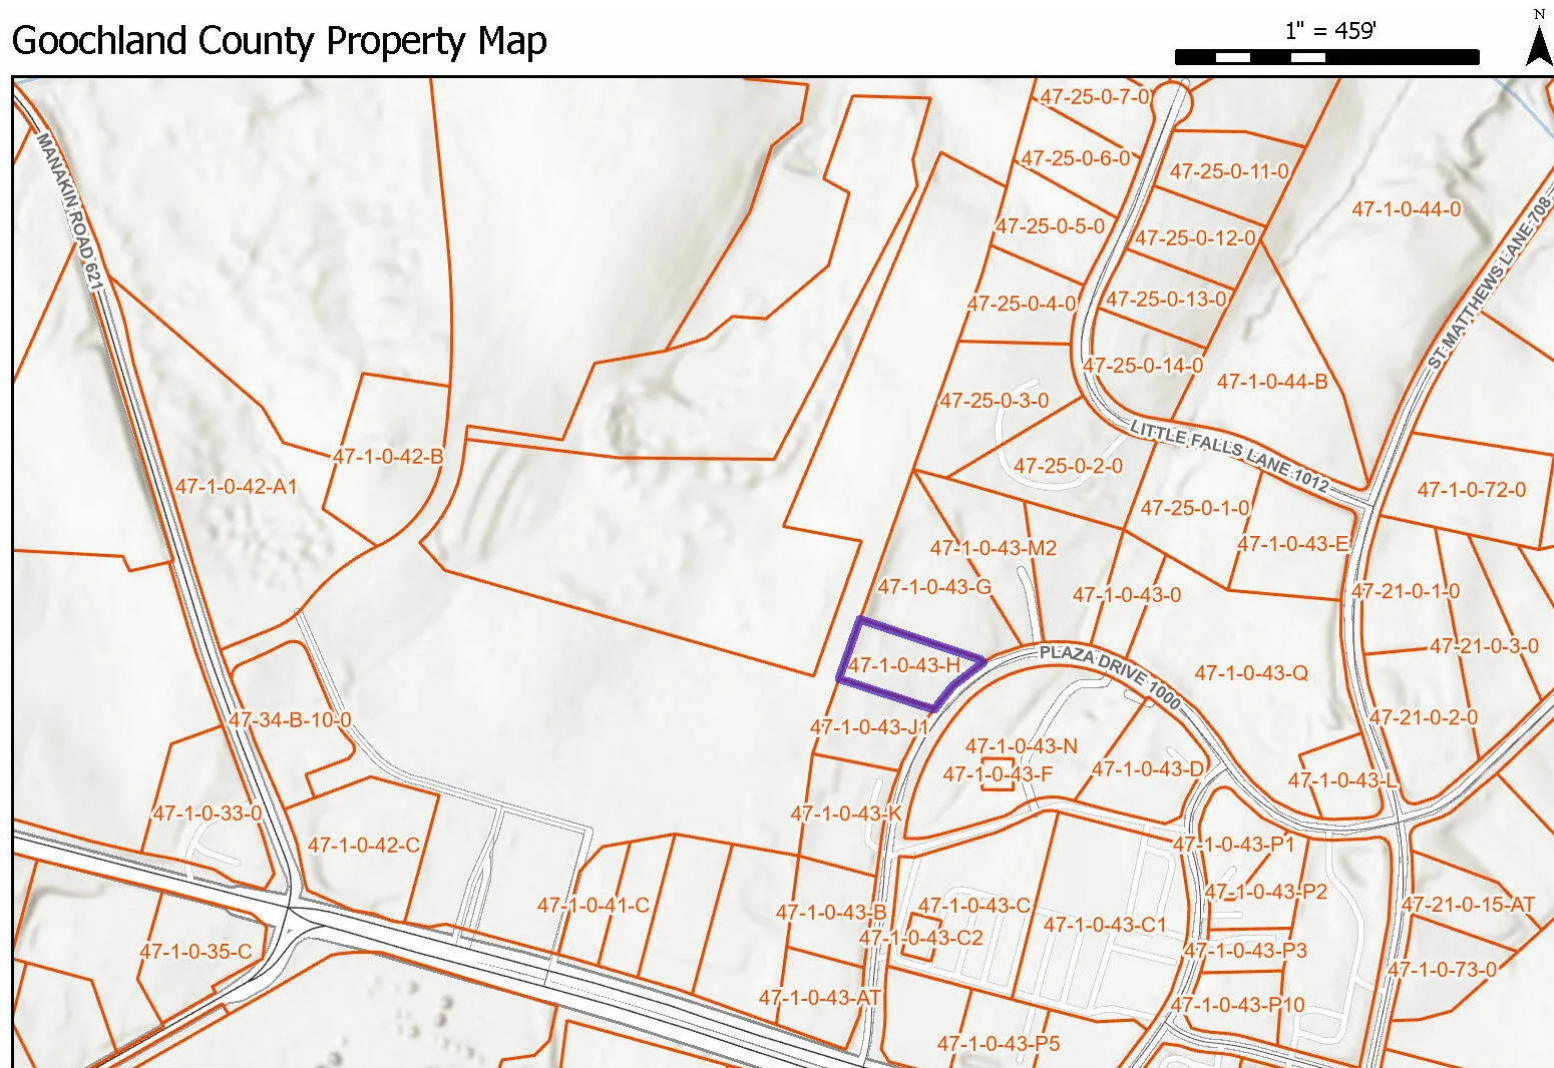 Goochland County Property Map
1" = 459'
N
47-25-0-7-0
MANAKIN ROAD 621
47-25-0-6-0
47-25-0-11-0
47-1-0-44-0
47-25-0-5-0
47-25-0-12-0
ST MATTHEWS LANE 708
47-25-0-4-0
47-25-0-13-0
47-25-0-14-0
47-1-0-44-B
47-25-0-3-0
LITTLE FALLS LANE 1012
47-1-0-42-B
47-25-0-2-0
47-1-0-42-A1
47-1-0-72-0
47-25-0-1-0
47-1-0-43-E
47-1-0-43-M2
47-1-0-43-G
47-1-0-43-0
47-21-0-1-0
47-21-0-3-0
47-1-0-43-H
PLAZA DRIVE 1000
47-1-0-43-Q
47-34-B-10-0
47-1-0-43-J1
47-21-0-2-0
47-1-0-43-N
47-1-0-43-F
47-1-0-43-D
47-1-0-43-L
47-1-0-33-0
47-1-0-43-K
47-1-0-42-C
47-1-0-43-P1
47-1-0-43-P2
47-1-0-41-C
47-1-0-43-B
47-1-0-43-C
47-21-0-15-AT
47-1-0-43-C1
47-1-0-43-C2
47-1-0-35-C
47-1-0-43-P3
47-1-0-73-0
47-1-0-43-AT
47-1-0-43-P10
47-1-0-43-P5